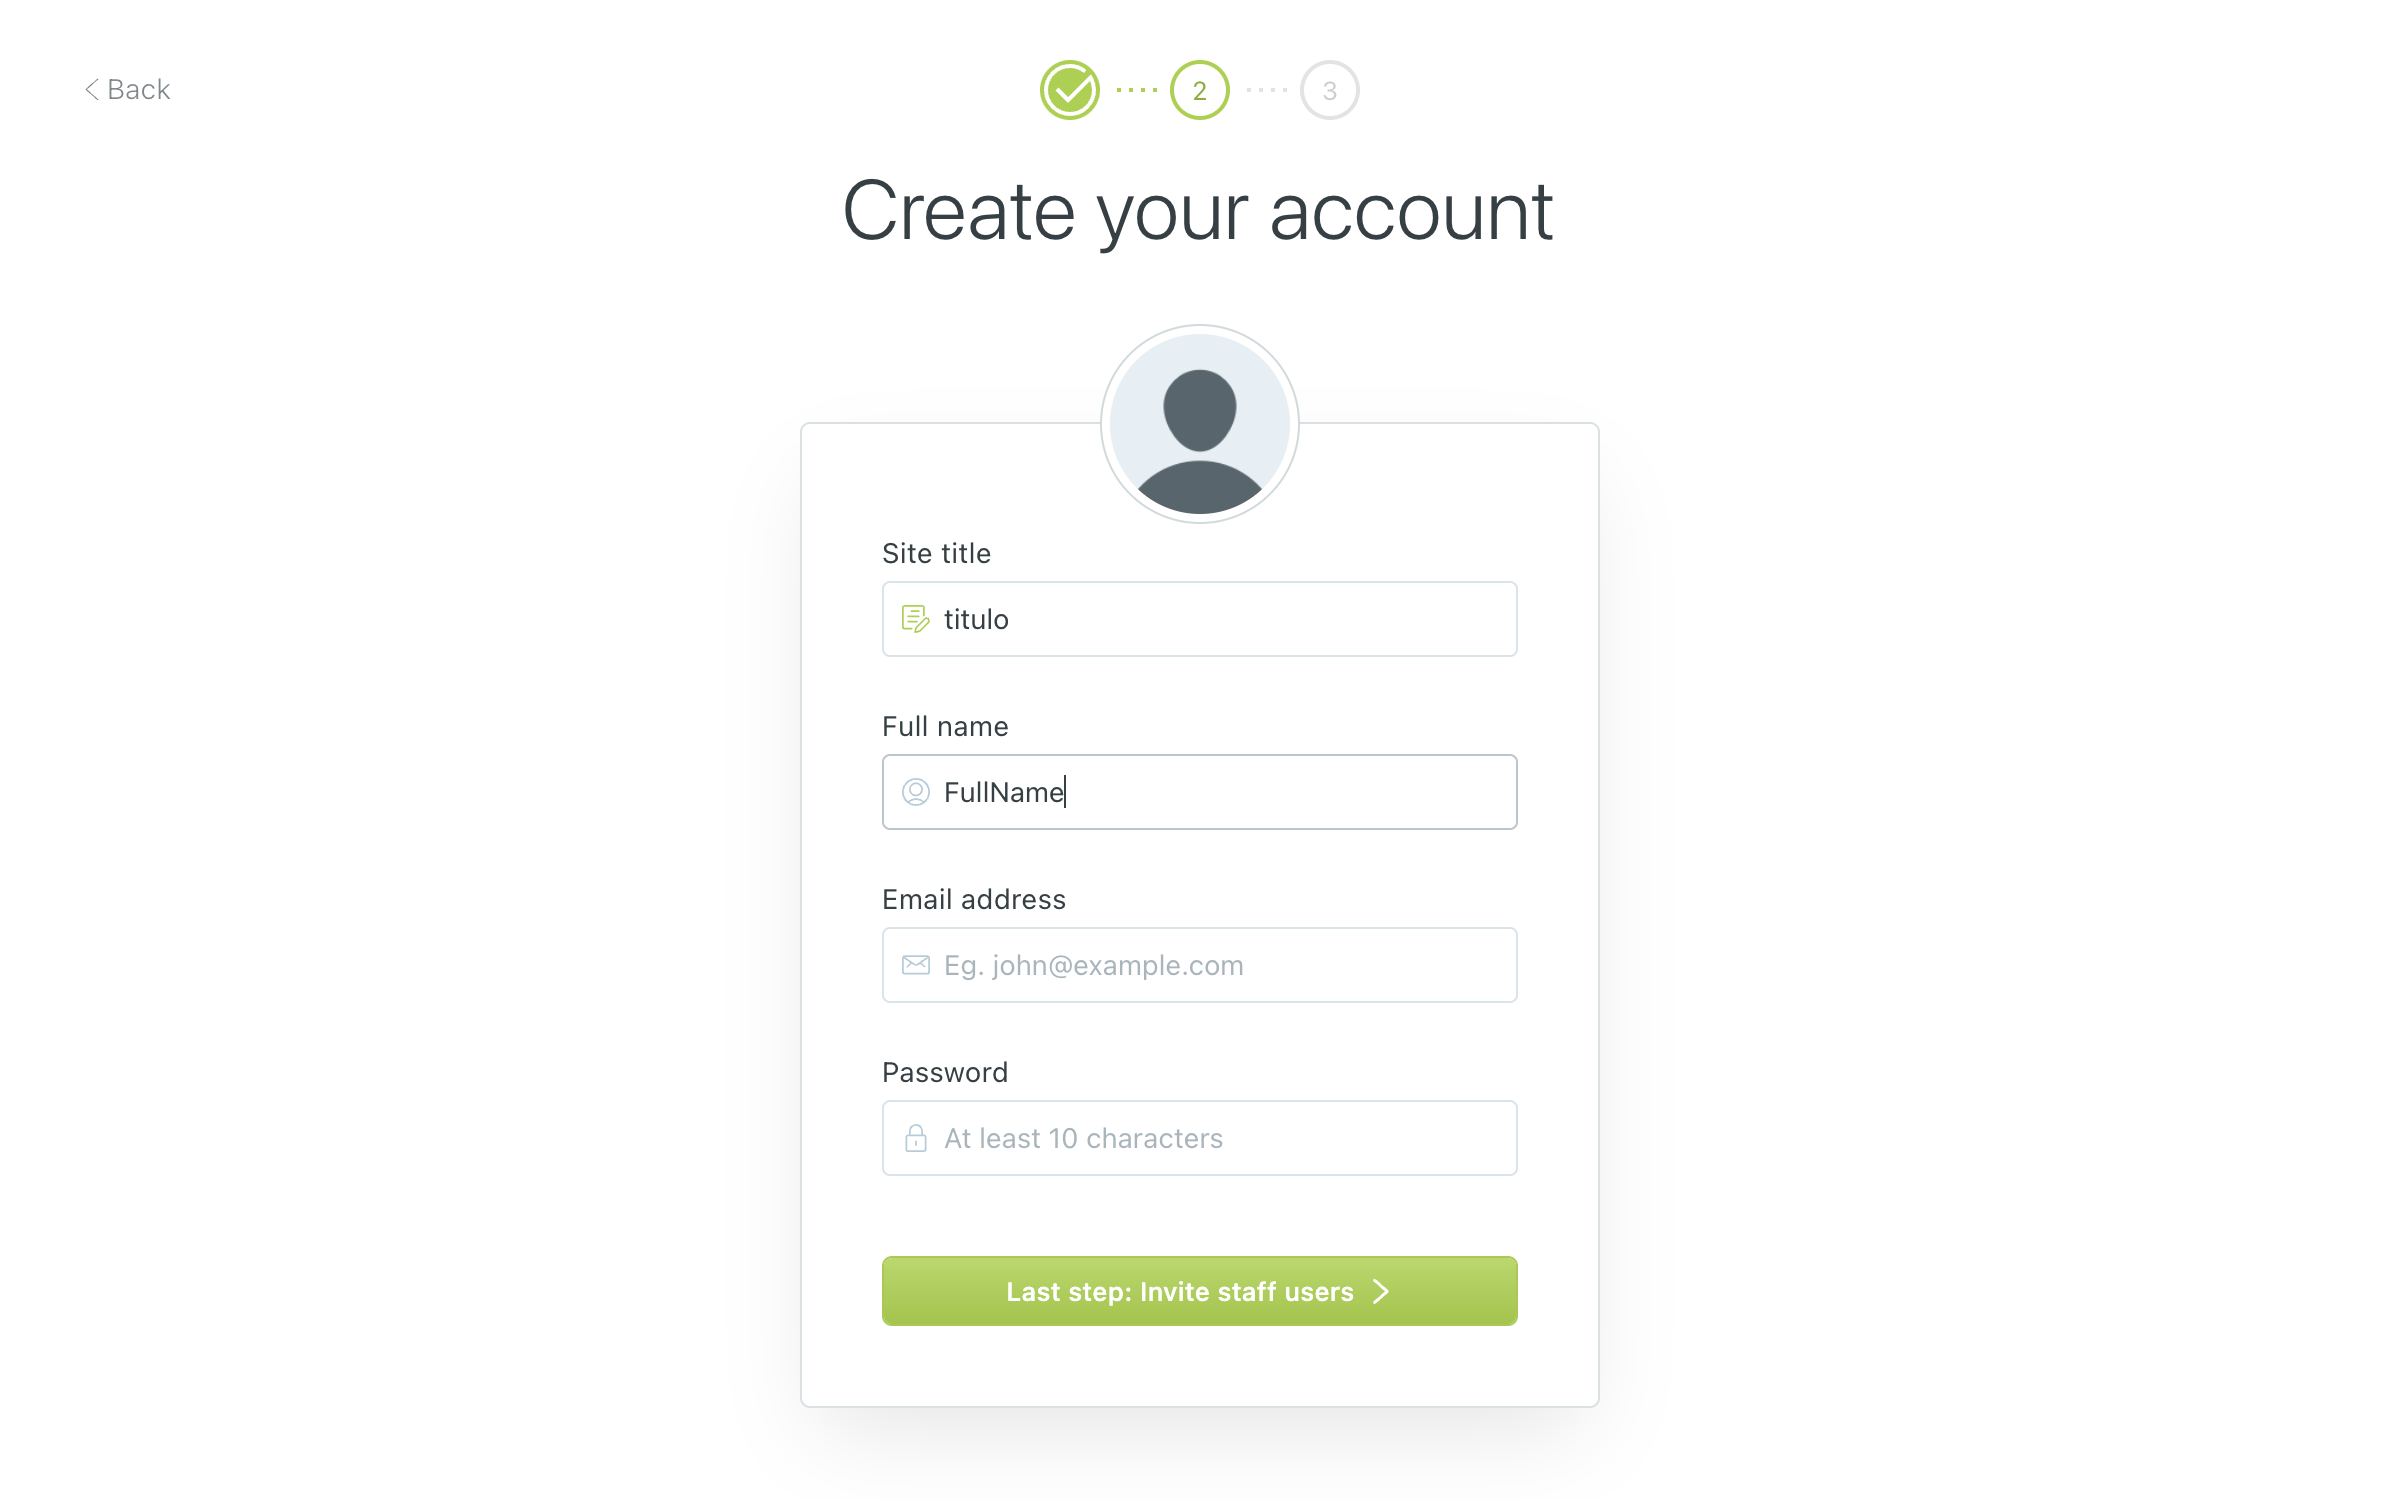 Back
2
3
Create your account
Site title
titulo
Full name
FullName
Email address
Eg. john@example.com
Password
At least 10 characters
Last step: Invite staff users